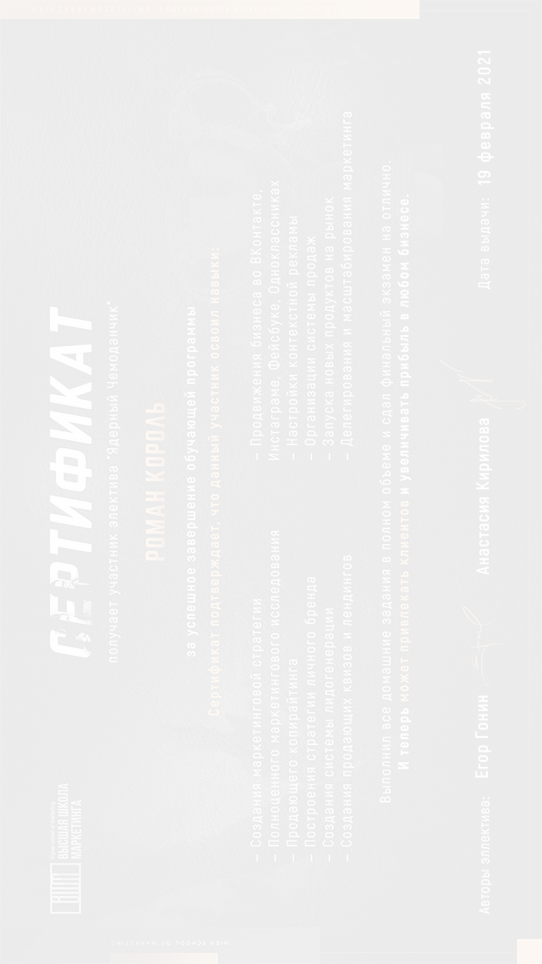 ВЫСШАЯ ШКОЛА
МАРКЕТИНГА
СЕРТИФИКАТ
получает участник электива "Ядерный Чемоданчик"
РОМАН КОРОЛЬ
за успешное завершение обучающей программы
Сертификат подтверждает, что данный участник освоил навыки:
– Создания маркетинговой стратегии
– Полноценного маркетингового исследования
– Продающего копирайтинга
– Построения стратегии личного бренда
– Создания системы лидогенерации
– Создания продающих квизов и лендингов
– Продвижения бизнеса во ВКонтакте,
Инстаграме, Фейсбуке, Одноклассниках
– Настройки контекстной рекламы
– Организации системы продаж
– Запуска новых продуктов на рынок
– Делегирования и масштабирования маркетинга
Выполнил все домашние задания в полном объеме и сдал финальный экзамен на отлично.
И теперь может привлекать клиентов и увеличивать прибыль в любом бизнесе.
Авторы эллектива: Егор Гонин Анастасия Кирилова Дата выдачи: 19 февраля 2021